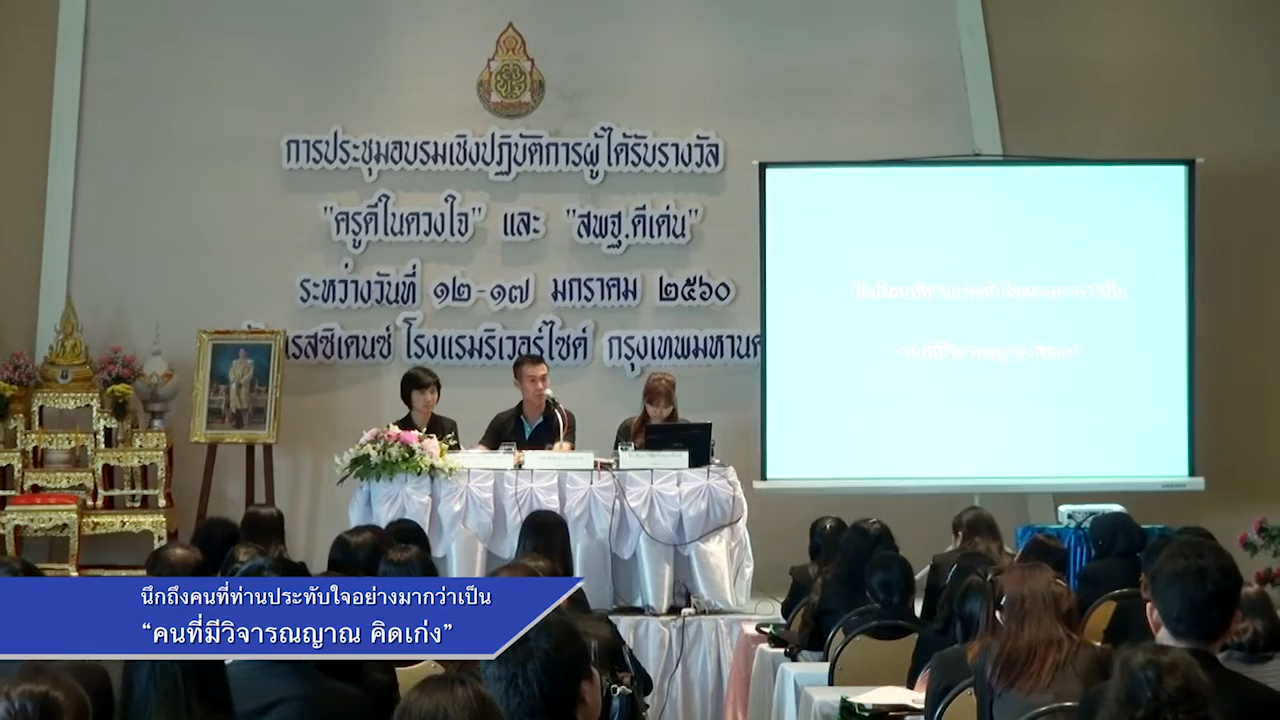 การประชุมอบรมเชิงปฏิบัติการผู้ได้รับรางวัล
"ครูดีในดวงใจ" และ "สพฐ.ดีเด่น"
ระหว่างวันที่ ๑๒-๑๗ มกราคม ๒๕๖๐
เรสซิเดนซ์ โรงแรมริเวอร์ไซด์ กรุงเทพมหานคร
นึกถึงคนที่ท่านประทับใจอย่างมากว่าเป็น
“คนที่มีวิจารณญาณ คิดเก่ง”